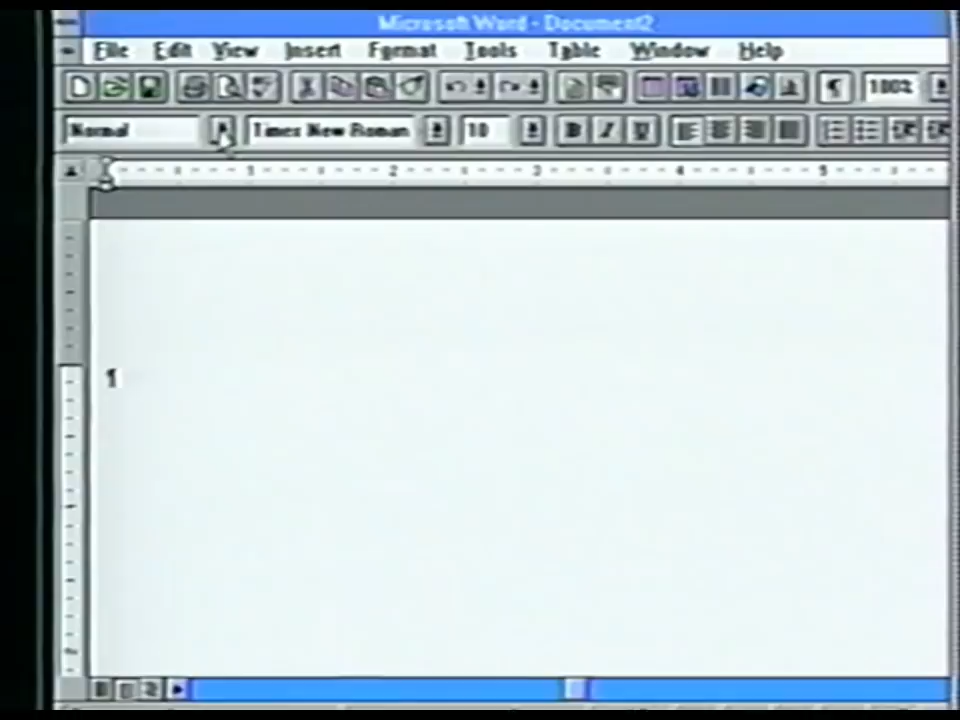 Microsoft Word - Document2
File Edit View Insert Format Tools Table Window Help
100%
Normal Times New Roman 10 B I U
1 2 3 4 5
¶